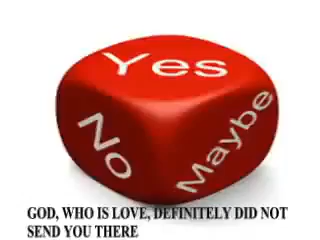 Yes
No
Maybe
GOD, WHO IS LOVE, DEFINITELY DID NOT
SEND YOU THERE